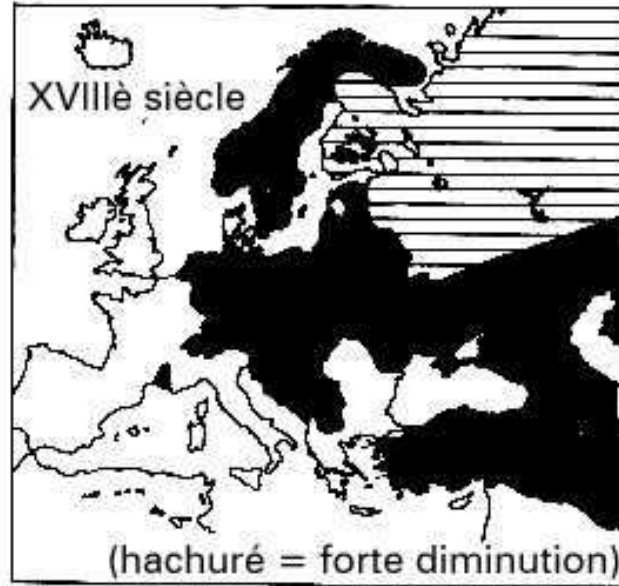 XVIIIè siècle
(hachuré = forte diminution)